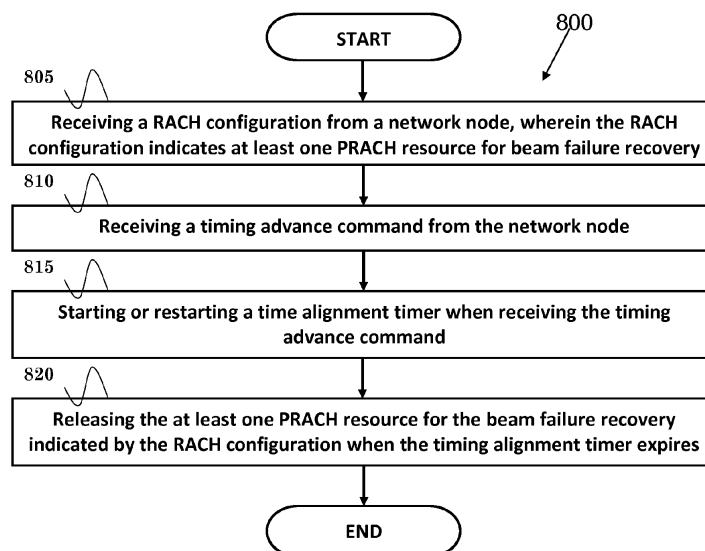 START
800
805
Receiving a RACH configuration from a network node, wherein the RACH
configuration indicates at least one PRACH resource for beam failure recovery
810
Receiving a timing advance command from the network node
815
Starting or restarting a time alignment timer when receiving the timing
advance command
820
Releasing the at least one PRACH resource for the beam failure recovery
indicated by the RACH configuration when the timing alignment timer expires
END